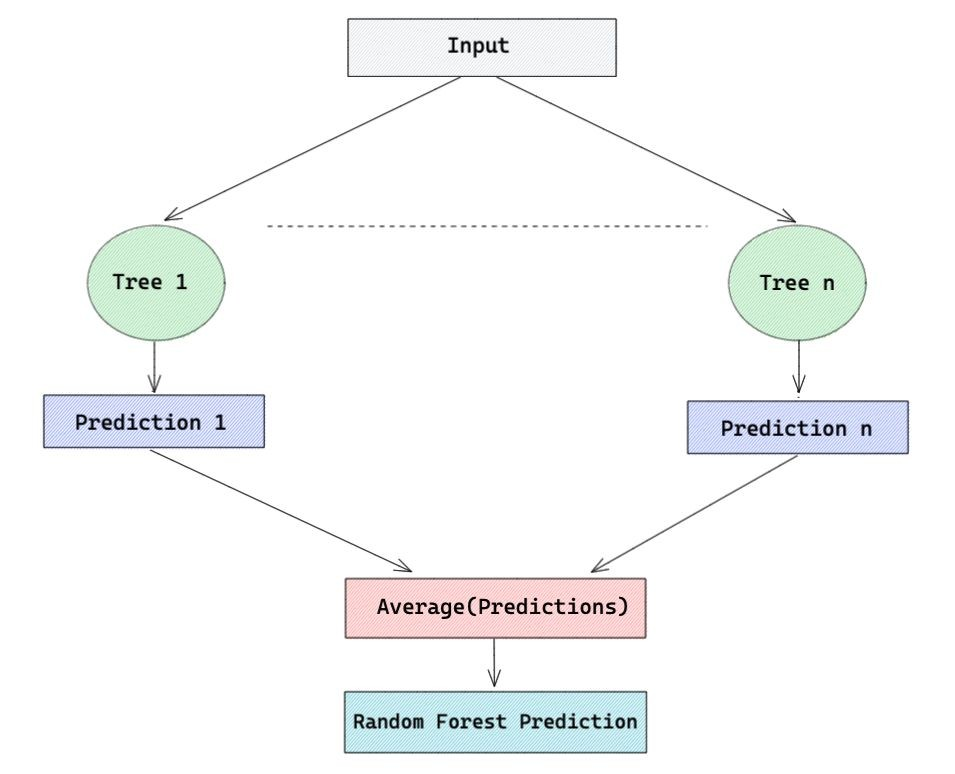 Input
Tree 1
Tree n
Prediction 1
Prediction n
Average(Predictions)
Random Forest Prediction